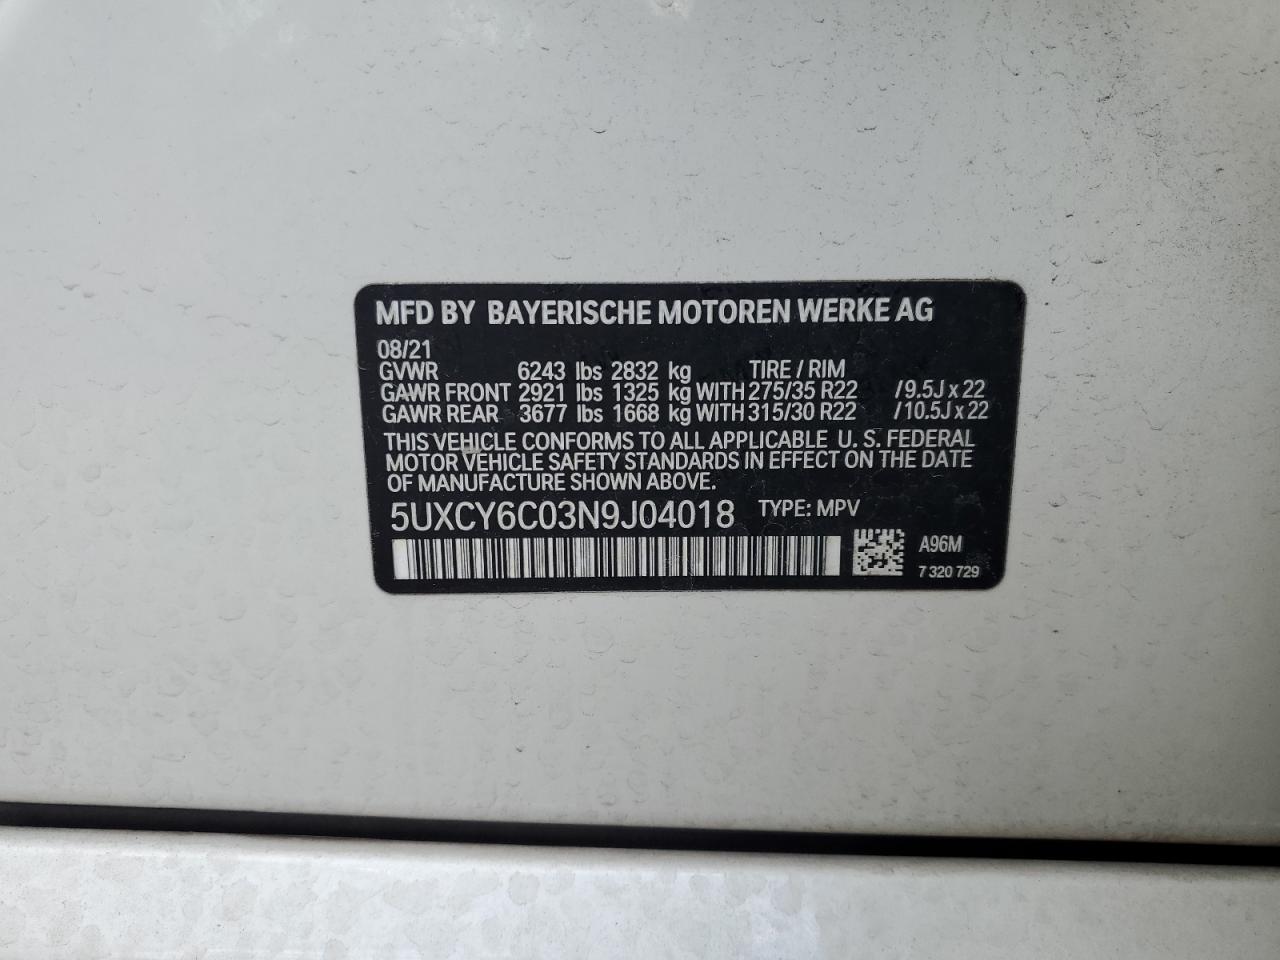 MFD BY BAYERISCHE MOTOREN WERKE AG
08/21
GVWR 6243 lbs 2832 kg TIRE / RIM
GAWR FRONT 2921 lbs 1325 kg WITH 275/35 R22 / 9.5J x 22
GAWR REAR 3677 lbs 1668 kg WITH 315/30 R22 / 10.5J x 22
THIS VEHICLE CONFORMS TO ALL APPLICABLE U. S. FEDERAL
MOTOR VEHICLE SAFETY STANDARDS IN EFFECT ON THE DATE
OF MANUFACTURE SHOWN ABOVE.
5UXCY6C03N9J04018 TYPE: MPV
A96M
7 320 729